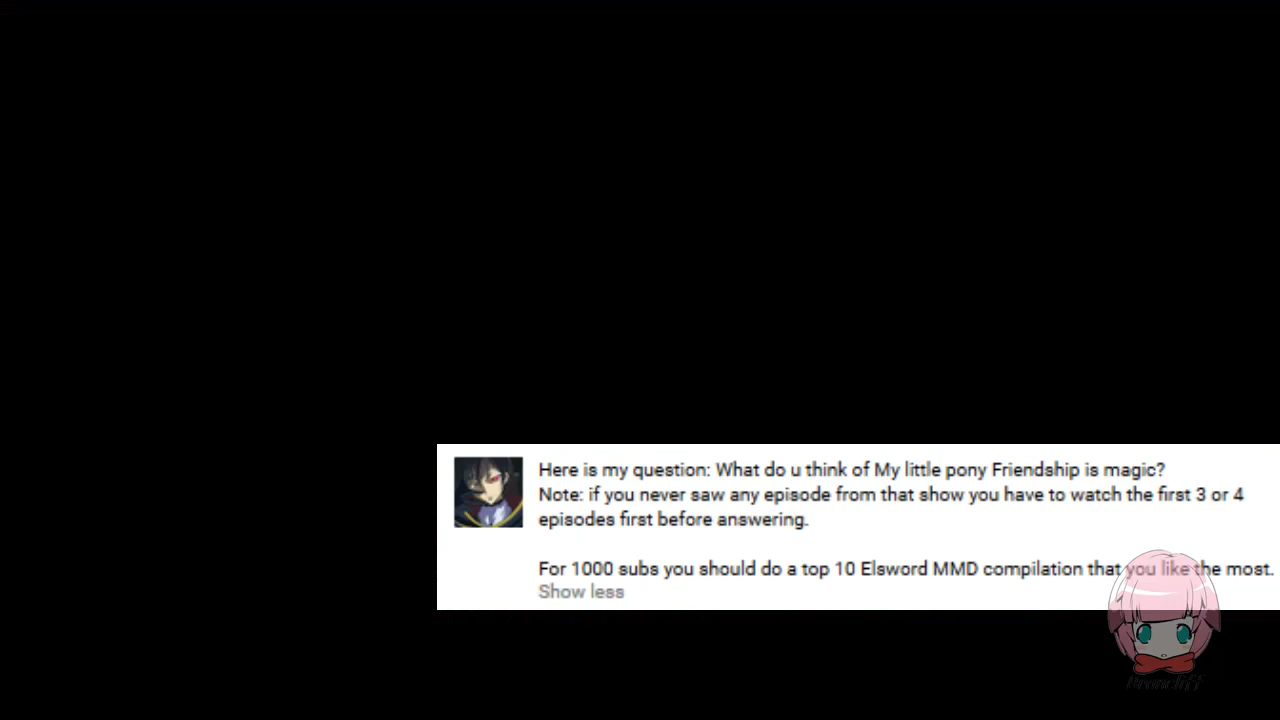 Here is my question: What do u think of My little pony Friendship is magic?
Note: if you never saw any episode from that show you have to watch the first 3 or 4
episodes first before answering.
For 1000 subs you should do a top 10 Elsword MMD compilation that you like the most.
Show less